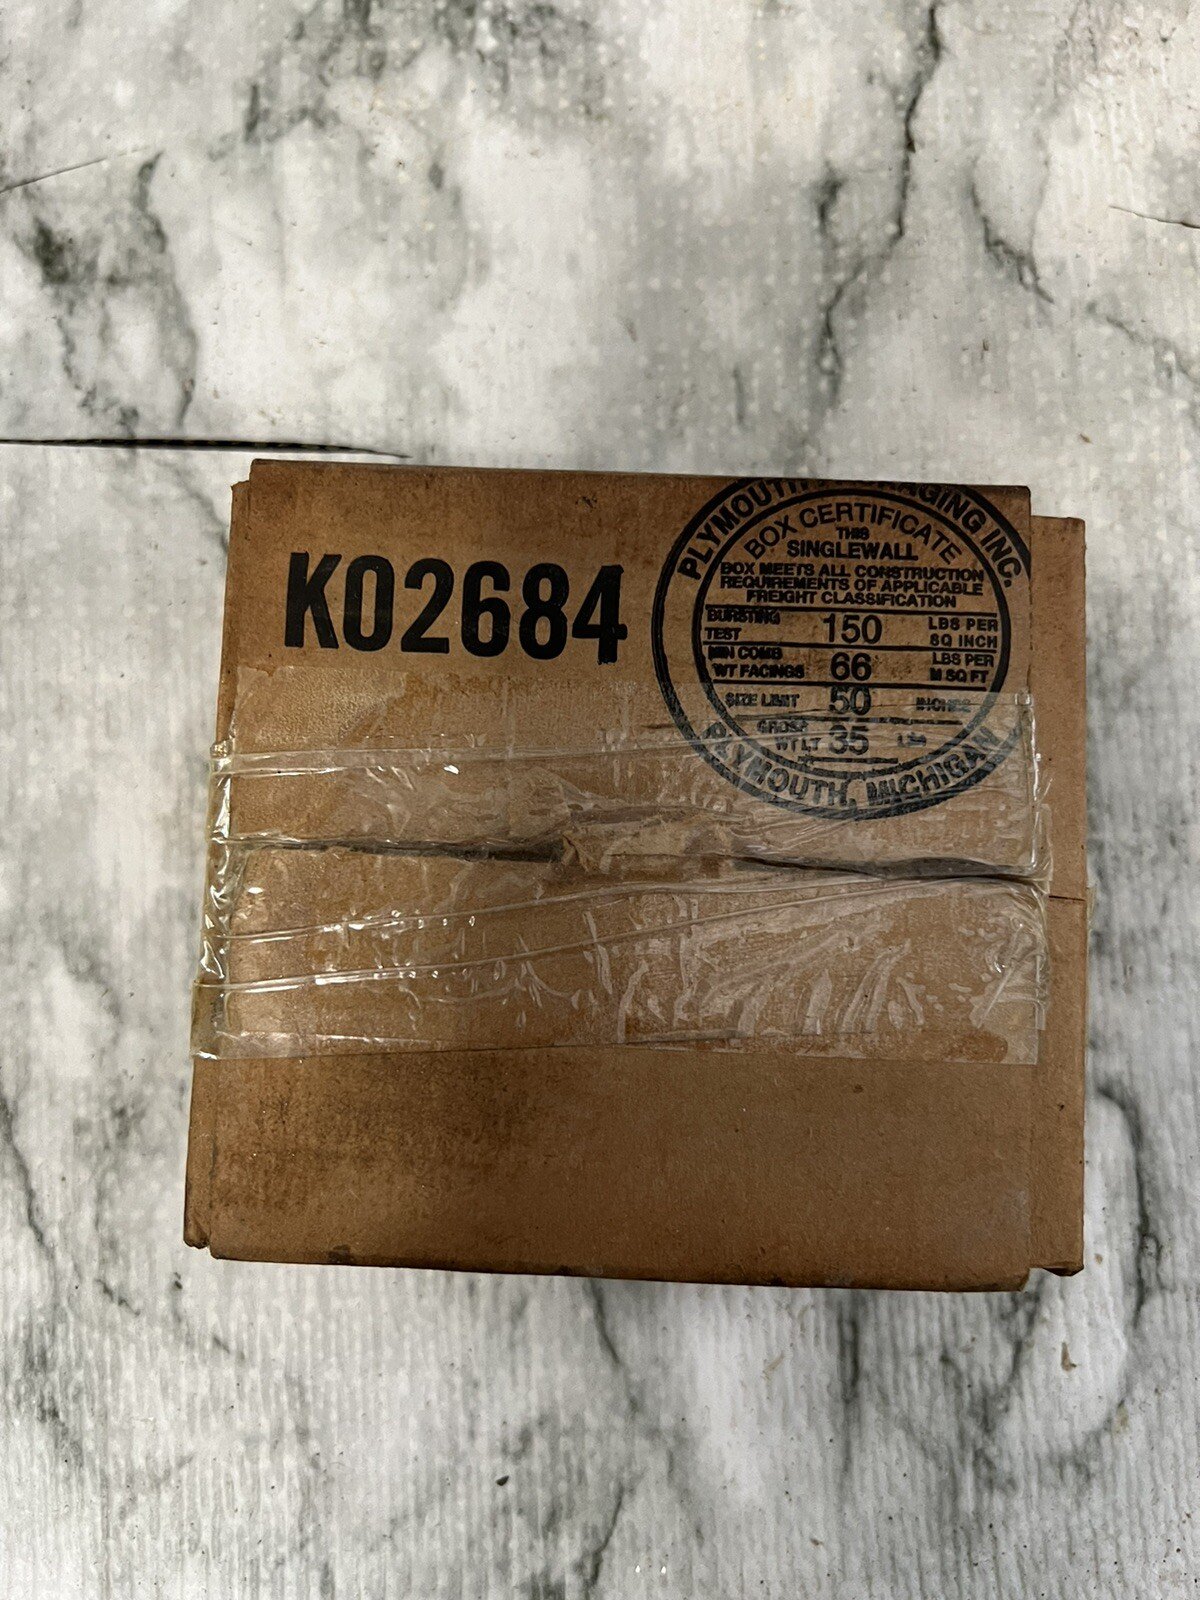 K02684
PLYMOUTH PACKAGING INC.
BOX CERTIFICATE
THIS
SINGLEWALL
BOX MEETS ALL CONSTRUCTION
REQUIREMENTS OF APPLICABLE
FREIGHT CLASSIFICATION
BURSTING TEST 150 LBS PER SQ INCH
MIN COMB WT FACINGS 66 LBS PER M SQ FT
SIZE LIMIT 50 INCHES
GROSS WT LT 35 LBS
PLYMOUTH, MICHIGAN